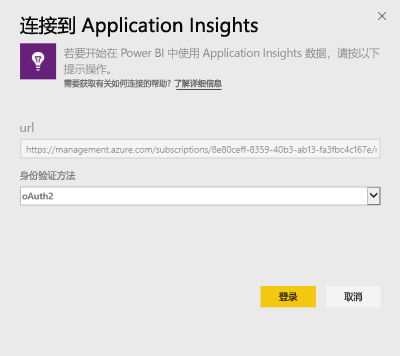 连接到 Application Insights
若要开始在 Power BI 中使用 Application Insights 数据，请按以下
提示操作。
需要获取有关如何连接的帮助? 了解详细信息
url
https://management.azure.com/subscriptions/8e80ceff-8359-40b3-ab13-fa3fbc4c167e/r
身份验证方法
oAuth2
登录
取消